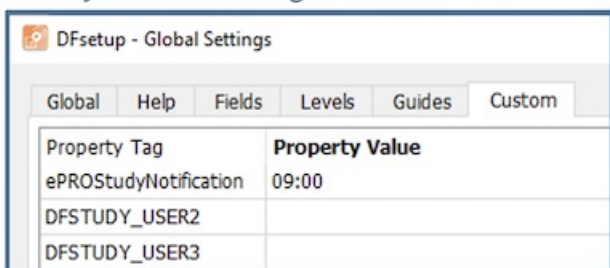 DFsetup - Global Settings
Global Help Fields Levels Guides Custom
Property Tag Property Value
ePROStudyNotification 09:00
DFSTUDY_USER2
DFSTUDY_USER3